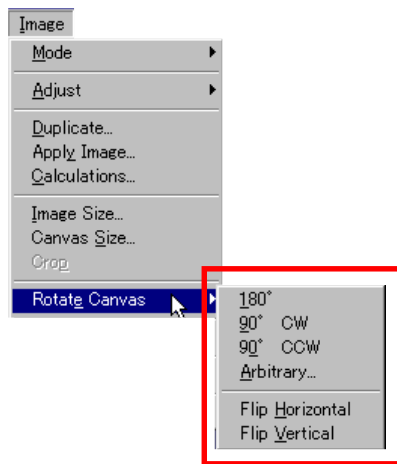 Image
Mode
Adjust
Duplicate...
Apply Image...
Calculations...
Image Size...
Canvas Size...
Crop
Rotate Canvas
180°
90° CW
90° CCW
Arbitrary...
Flip Horizontal
Flip Vertical